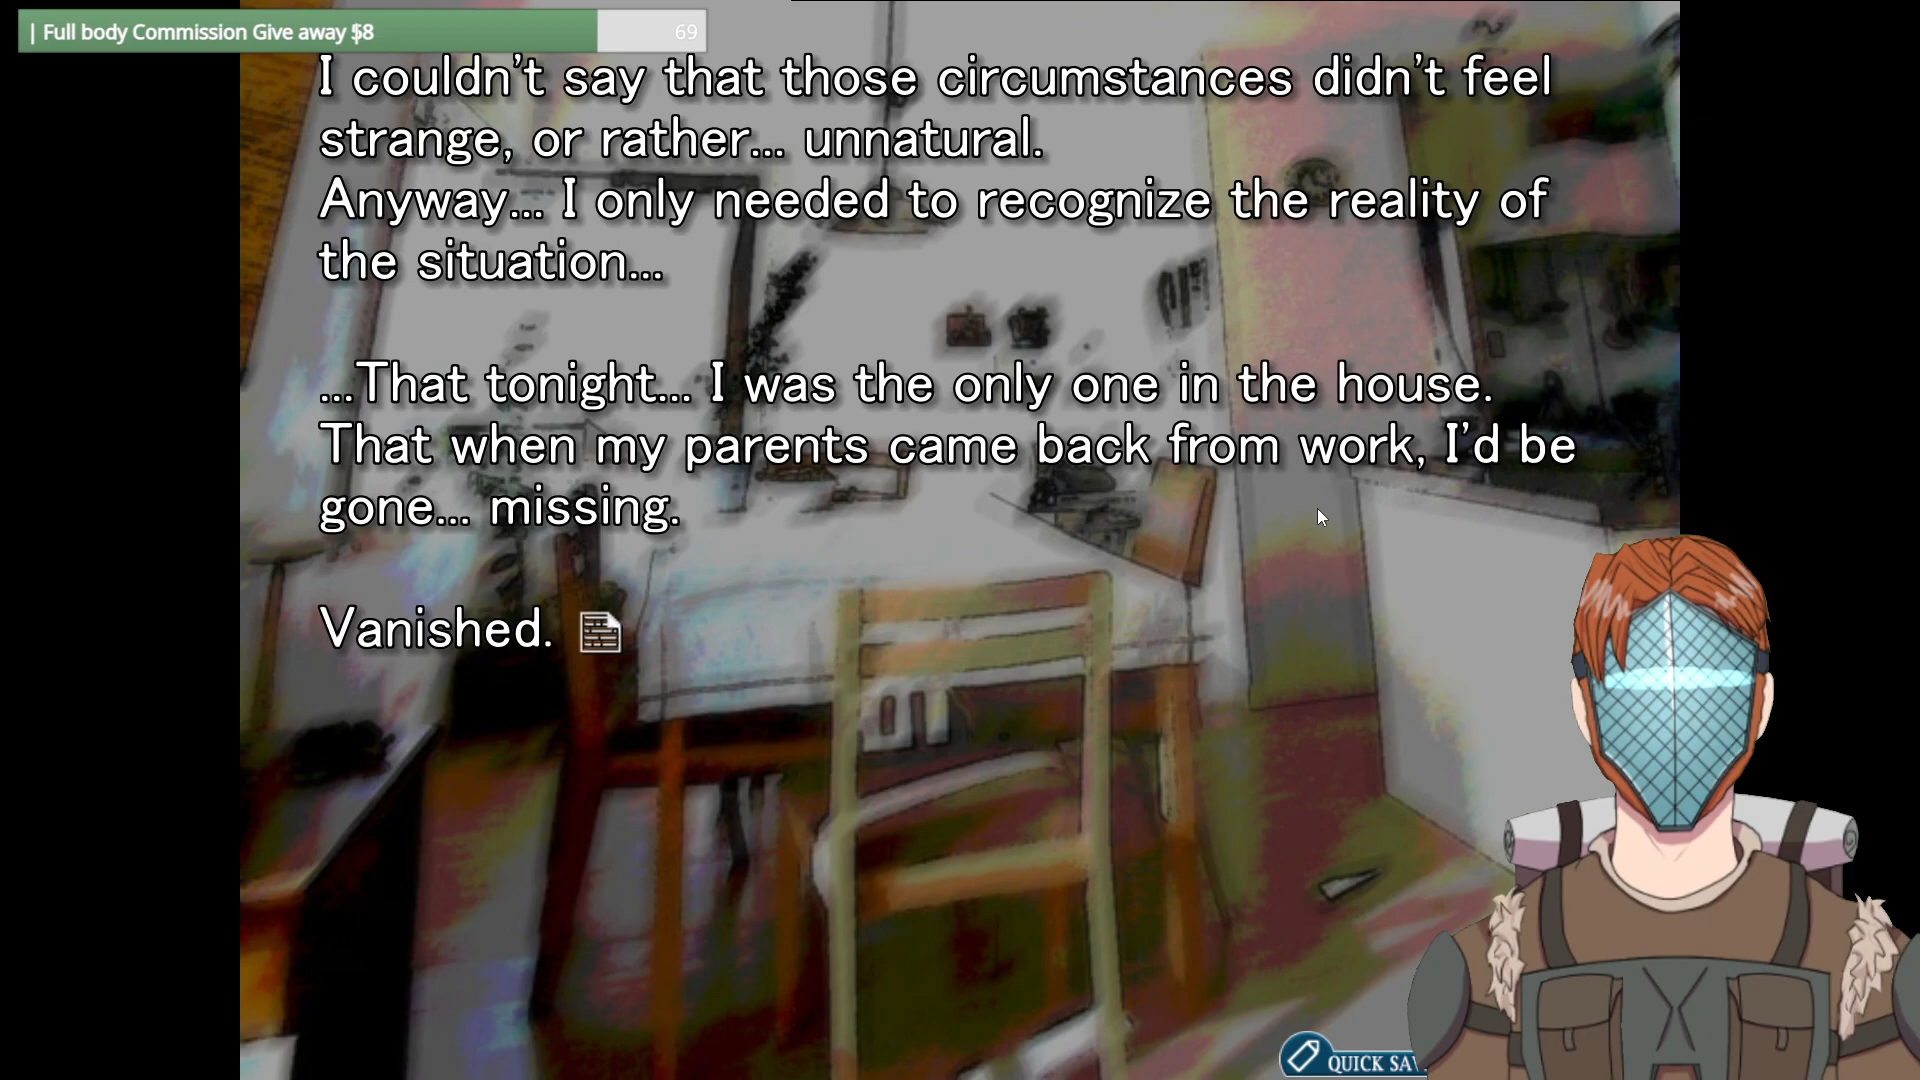 | Full body Commission Give away $8
69
I couldn't say that those circumstances didn't feel
strange, or rather... unnatural.
Anyway... I only needed to recognize the reality of
the situation...
...That tonight... I was the only one in the house.
That when my parents came back from work, I'd be
gone... missing.
Vanished.
QUICK